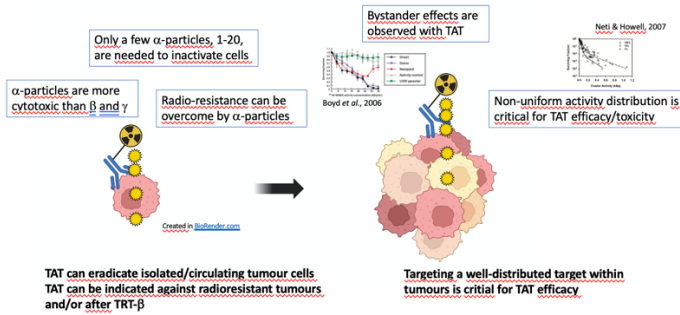 Only a few α-particles, 1-20,
are needed to inactivate cells
α-particles are more
cytotoxic than β and γ
Radio-resistance can be
overcome by α-particles
Created in BioRender.com
TAT can eradicate isolated/circulating tumour cells
TAT can be indicated against radioresistant tumours
and/or after TRT-β
Bystander effects are
observed with TAT
Boyd et al., 2006
Neti & Howell, 2007
Cluster Activity (kBq)
Non-uniform activity distribution is
critical for TAT efficacy/toxicity
Targeting a well-distributed target within
tumours is critial for TAT efficacy